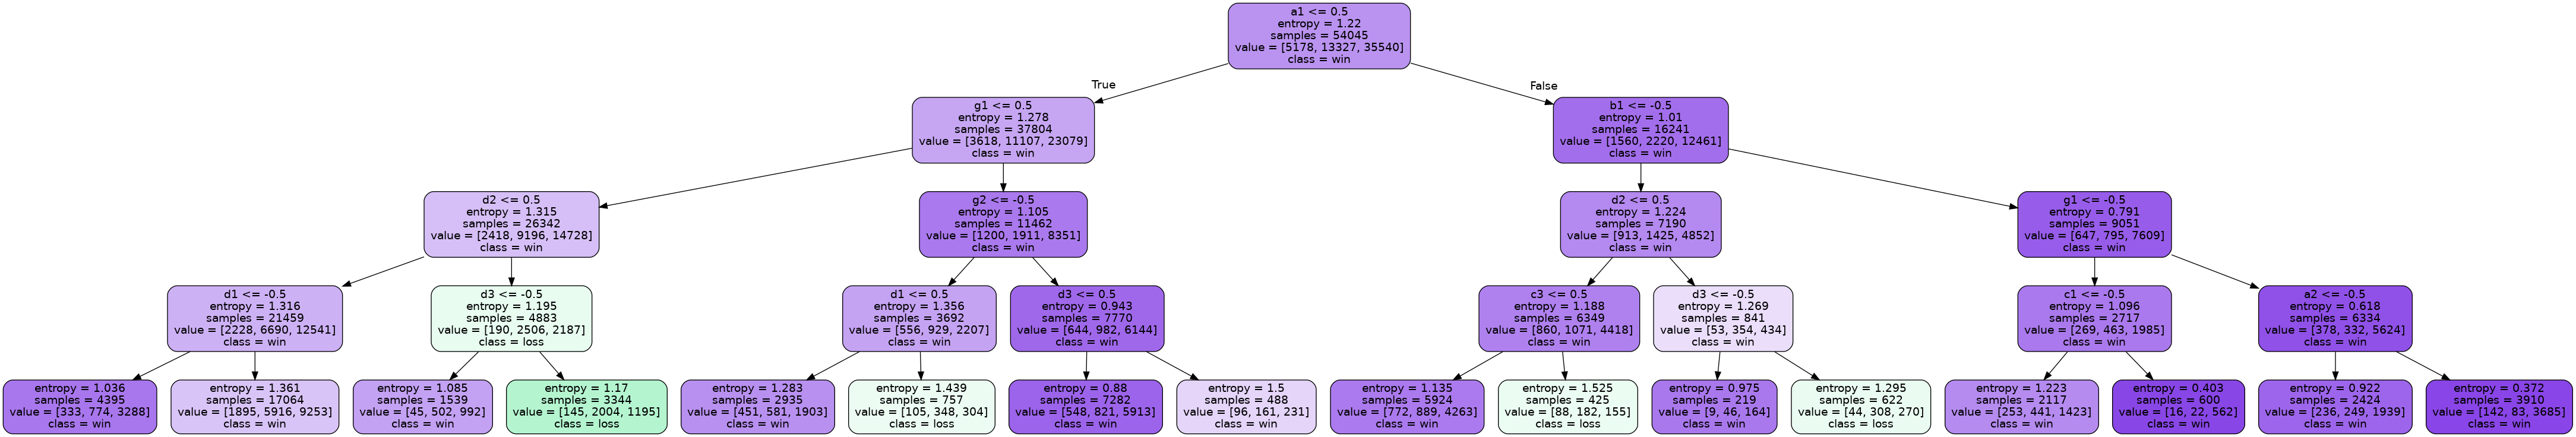 a1 <= 0.5
entropy = 1.22
samples = 54045
value = [5178, 13327, 35540]
class = win
True
False
g1 <= 0.5
entropy = 1.278
samples = 37804
value = [3618, 11107, 23079]
class = win
b1 <= -0.5
entropy = 1.01
samples = 16241
value = [1560, 2220, 12461]
class = win
d2 <= 0.5
entropy = 1.315
samples = 26342
value = [2418, 9196, 14728]
class = win
g2 <= -0.5
entropy = 1.105
samples = 11462
value = [1200, 1911, 8351]
class = win
d2 <= 0.5
entropy = 1.224
samples = 7190
value = [913, 1425, 4852]
class = win
g1 <= -0.5
entropy = 0.791
samples = 9051
value = [647, 795, 7609]
class = win
d1 <= -0.5
entropy = 1.316
samples = 21459
value = [2228, 6690, 12541]
class = win
d3 <= -0.5
entropy = 1.195
samples = 4883
value = [190, 2506, 2187]
class = loss
d1 <= 0.5
entropy = 1.356
samples = 3692
value = [556, 929, 2207]
class = win
d3 <= 0.5
entropy = 0.943
samples = 7770
value = [644, 982, 6144]
class = win
c3 <= 0.5
entropy = 1.188
samples = 6349
value = [860, 1071, 4418]
class = win
d3 <= -0.5
entropy = 1.269
samples = 841
value = [53, 354, 434]
class = win
c1 <= -0.5
entropy = 1.096
samples = 2717
value = [269, 463, 1985]
class = win
a2 <= -0.5
entropy = 0.618
samples = 6334
value = [378, 332, 5624]
class = win
entropy = 1.036
samples = 4395
value = [333, 774, 3288]
class = win
entropy = 1.361
samples = 17064
value = [1895, 5916, 9253]
class = win
entropy = 1.085
samples = 1539
value = [45, 502, 992]
class = win
entropy = 1.17
samples = 3344
value = [145, 2004, 1195]
class = loss
entropy = 1.283
samples = 2935
value = [451, 581, 1903]
class = win
entropy = 1.439
samples = 757
value = [105, 348, 304]
class = loss
entropy = 0.88
samples = 7282
value = [548, 821, 5913]
class = win
entropy = 1.5
samples = 488
value = [96, 161, 231]
class = win
entropy = 1.135
samples = 5924
value = [772, 889, 4263]
class = win
entropy = 1.525
samples = 425
value = [88, 182, 155]
class = loss
entropy = 0.975
samples = 219
value = [9, 46, 164]
class = win
entropy = 1.295
samples = 622
value = [44, 308, 270]
class = loss
entropy = 1.223
samples = 2117
value = [253, 441, 1423]
class = win
entropy = 0.403
samples = 600
value = [16, 22, 562]
class = win
entropy = 0.922
samples = 2424
value = [236, 249, 1939]
class = win
entropy = 0.372
samples = 3910
value = [142, 83, 3685]
class = win